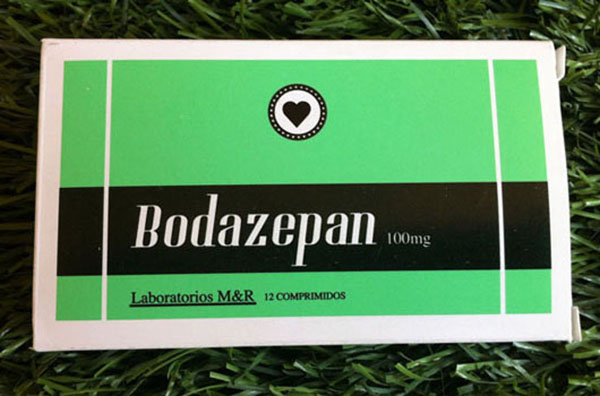 Bodazepan 100mg
Laboratorios M&R 12 COMPRIMIDOS